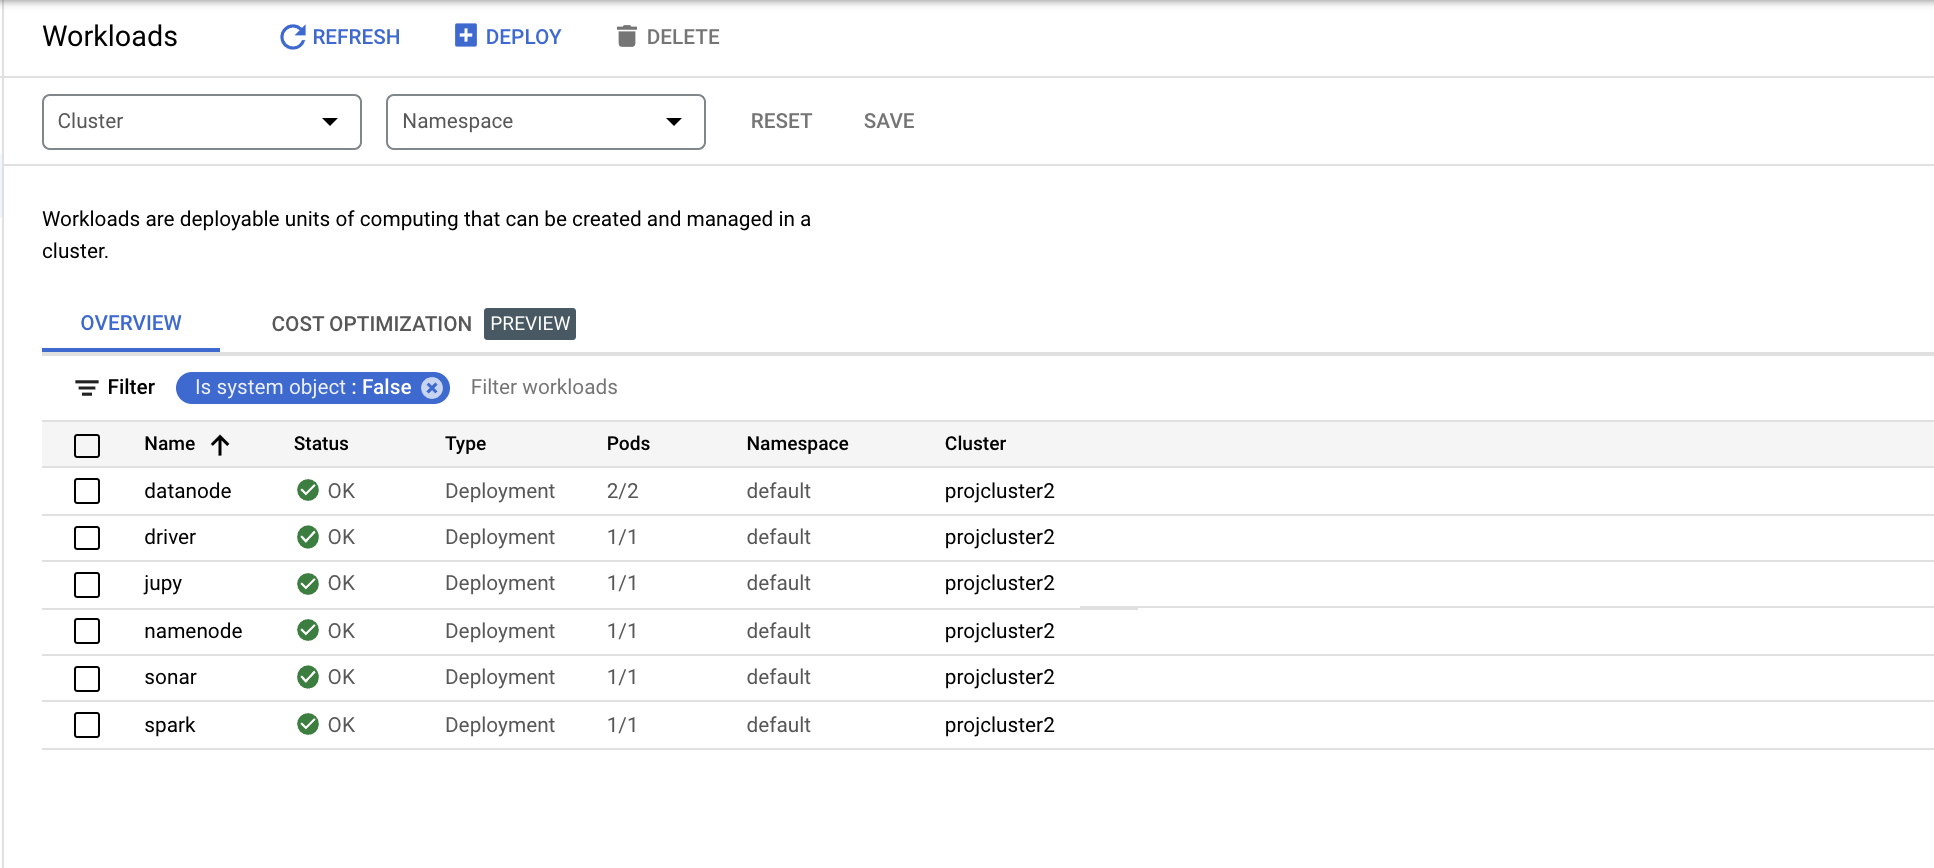 Workloads REFRESH DEPLOY DELETE
Cluster Namespace RESET SAVE
Workloads are deployable units of computing that can be created and managed in a
cluster.
OVERVIEW COST OPTIMIZATION PREVIEW
Filter Is system object : False Filter workloads
Name Status Type Pods Namespace Cluster
datanode OK Deployment 2/2 default projcluster2
driver OK Deployment 1/1 default projcluster2
jupy OK Deployment 1/1 default projcluster2
namenode OK Deployment 1/1 default projcluster2
sonar OK Deployment 1/1 default projcluster2
spark OK Deployment 1/1 default projcluster2